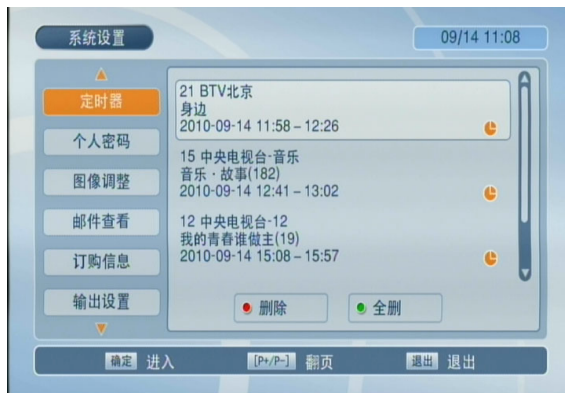 系统设置
09/14 11:08
定时器
个人密码
图像调整
邮件查看
订购信息
输出设置
21 BTV北京
身边
2010-09-14 11:58 – 12:26
15 中央电视台-音乐
音乐 · 故事(182)
2010-09-14 12:41 – 13:02
12 中央电视台-12
我的青春谁做主(19)
2010-09-14 15:08 – 15:57
删除
全删
确定 进入
[P+/P-] 翻页
退出 退出